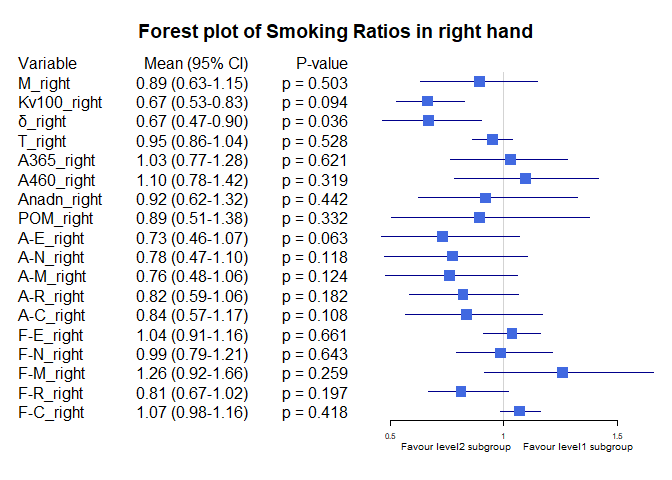 Forest plot of Smoking Ratios in right hand
Variable Mean (95% CI) P-value
M_right 0.89 (0.63-1.15) p = 0.503
Kv100_right 0.67 (0.53-0.83) p = 0.094
δ_right 0.67 (0.47-0.90) p = 0.036
T_right 0.95 (0.86-1.04) p = 0.528
A365_right 1.03 (0.77-1.28) p = 0.621
A460_right 1.10 (0.78-1.42) p = 0.319
Anadn_right 0.92 (0.62-1.32) p = 0.442
POM_right 0.89 (0.51-1.38) p = 0.332
A-E_right 0.73 (0.46-1.07) p = 0.063
A-N_right 0.78 (0.47-1.10) p = 0.118
A-M_right 0.76 (0.48-1.06) p = 0.124
A-R_right 0.82 (0.59-1.06) p = 0.182
A-C_right 0.84 (0.57-1.17) p = 0.108
F-E_right 1.04 (0.91-1.16) p = 0.661
F-N_right 0.99 (0.79-1.21) p = 0.643
F-M_right 1.26 (0.92-1.66) p = 0.259
F-R_right 0.81 (0.67-1.02) p = 0.197
F-C_right 1.07 (0.98-1.16) p = 0.418
0.5 1 1.5
Favour level2 subgroup Favour level1 subgroup